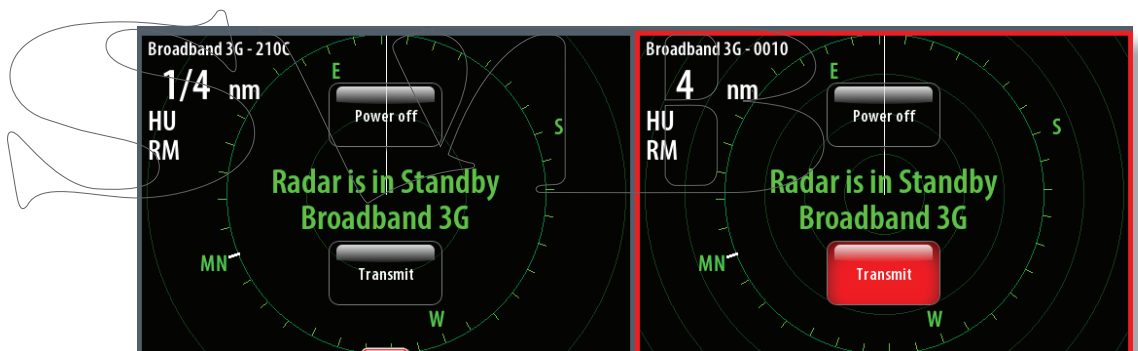 Broadband 3G - 210C
1/4 nm
HU
RM
E
Power off
S
Radar is in Standby
Broadband 3G
MN
Transmit
W
Broadband 3G - 0010
4 nm
HU
RM
E
Power off
S
Radar is in Standby
Broadband 3G
MN
Transmit
W